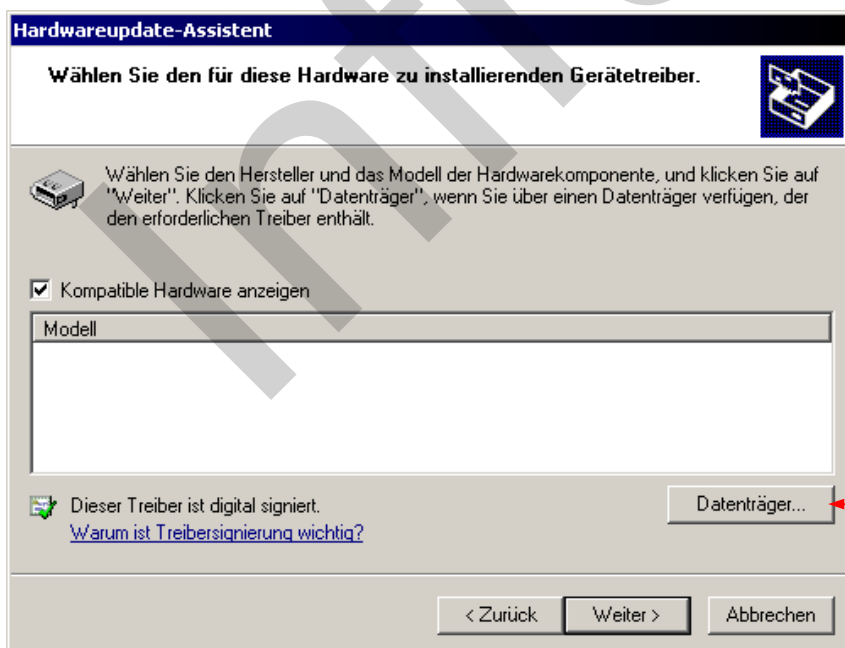 Hardwareupdate-Assistent
Wählen Sie den für diese Hardware zu installierenden Gerätetreiber.
Wählen Sie den Hersteller und das Modell der Hardwarekomponente, und klicken Sie auf
"Weiter". Klicken Sie auf "Datenträger", wenn Sie über einen Datenträger verfügen, der
den erforderlichen Treiber enthält.
Kompatible Hardware anzeigen
Modell
Dieser Treiber ist digital signiert.
Datenträger...
Warum ist Treibersignierung wichtig?
< Zurück
Weiter >
Abbrechen